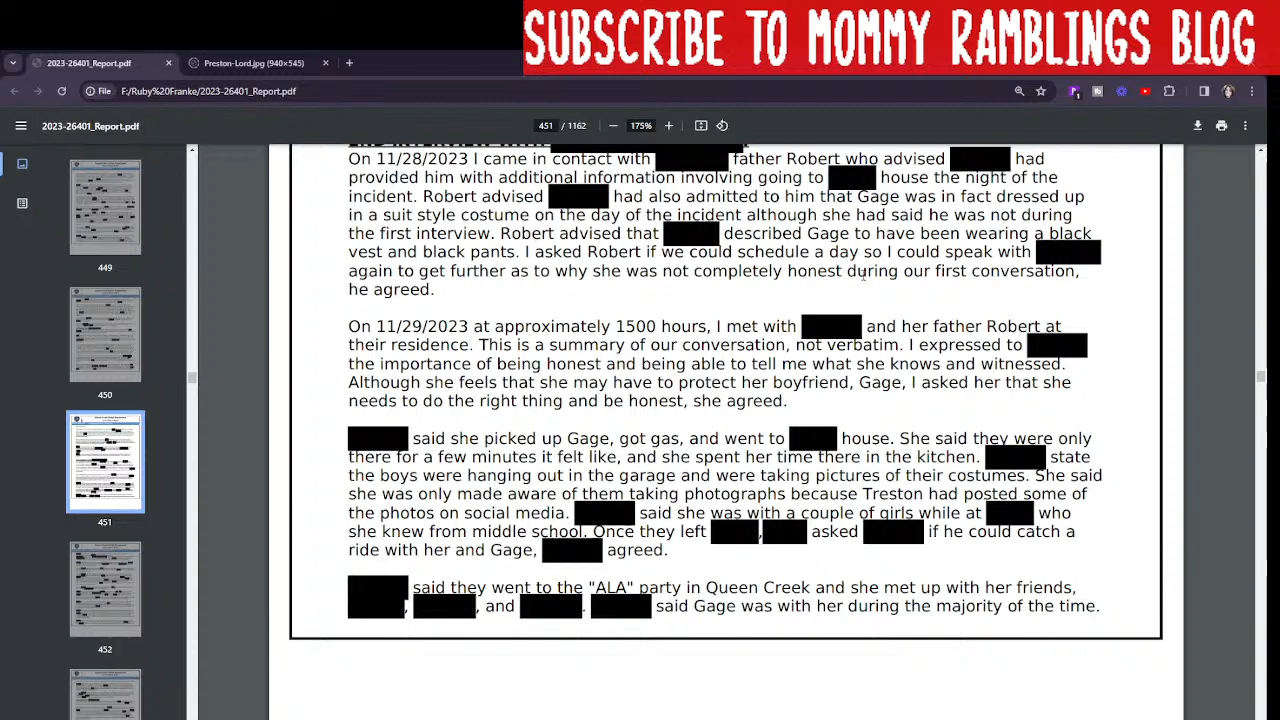 SUBSCRIBE TO MOMMY RAMBLINGS BLOG
2023-26401_Report.pdf
Preston-Lord.jpg (940×545)
File F:/Ruby%20Franke/2023-26401_Report.pdf
2023-26401_Report.pdf
451 / 1162
175%
On 11/28/2023 I came in contact with father Robert who advised had
provided him with additional information involving going to house the night of the
incident. Robert advised had also admitted to him that Gage was in fact dressed up
in a suit style costume on the day of the incident although she had said he was not during
the first interview. Robert advised that described Gage to have been wearing a black
vest and black pants. I asked Robert if we could schedule a day so I could speak with
again to get further as to why she was not completely honest during our first conversation,
he agreed.
On 11/29/2023 at approximately 1500 hours, I met with and her father Robert at
their residence. This is a summary of our conversation, not verbatim. I expressed to
the importance of being honest and being able to tell me what she knows and witnessed.
Although she feels that she may have to protect her boyfriend, Gage, I asked her that she
needs to do the right thing and be honest, she agreed.
said she picked up Gage, got gas, and went to house. She said they were only
there for a few minutes it felt like, and she spent her time there in the kitchen. state
the boys were hanging out in the garage and were taking pictures of their costumes. She said
she was only made aware of them taking photographs because Treston had posted some of
the photos on social media. said she was with a couple of girls while at who
she knew from middle school. Once they left , asked if he could catch a
ride with her and Gage, agreed.
said they went to the "ALA" party in Queen Creek and she met up with her friends,
, , and . said Gage was with her during the majority of the time.
449
450
451
452